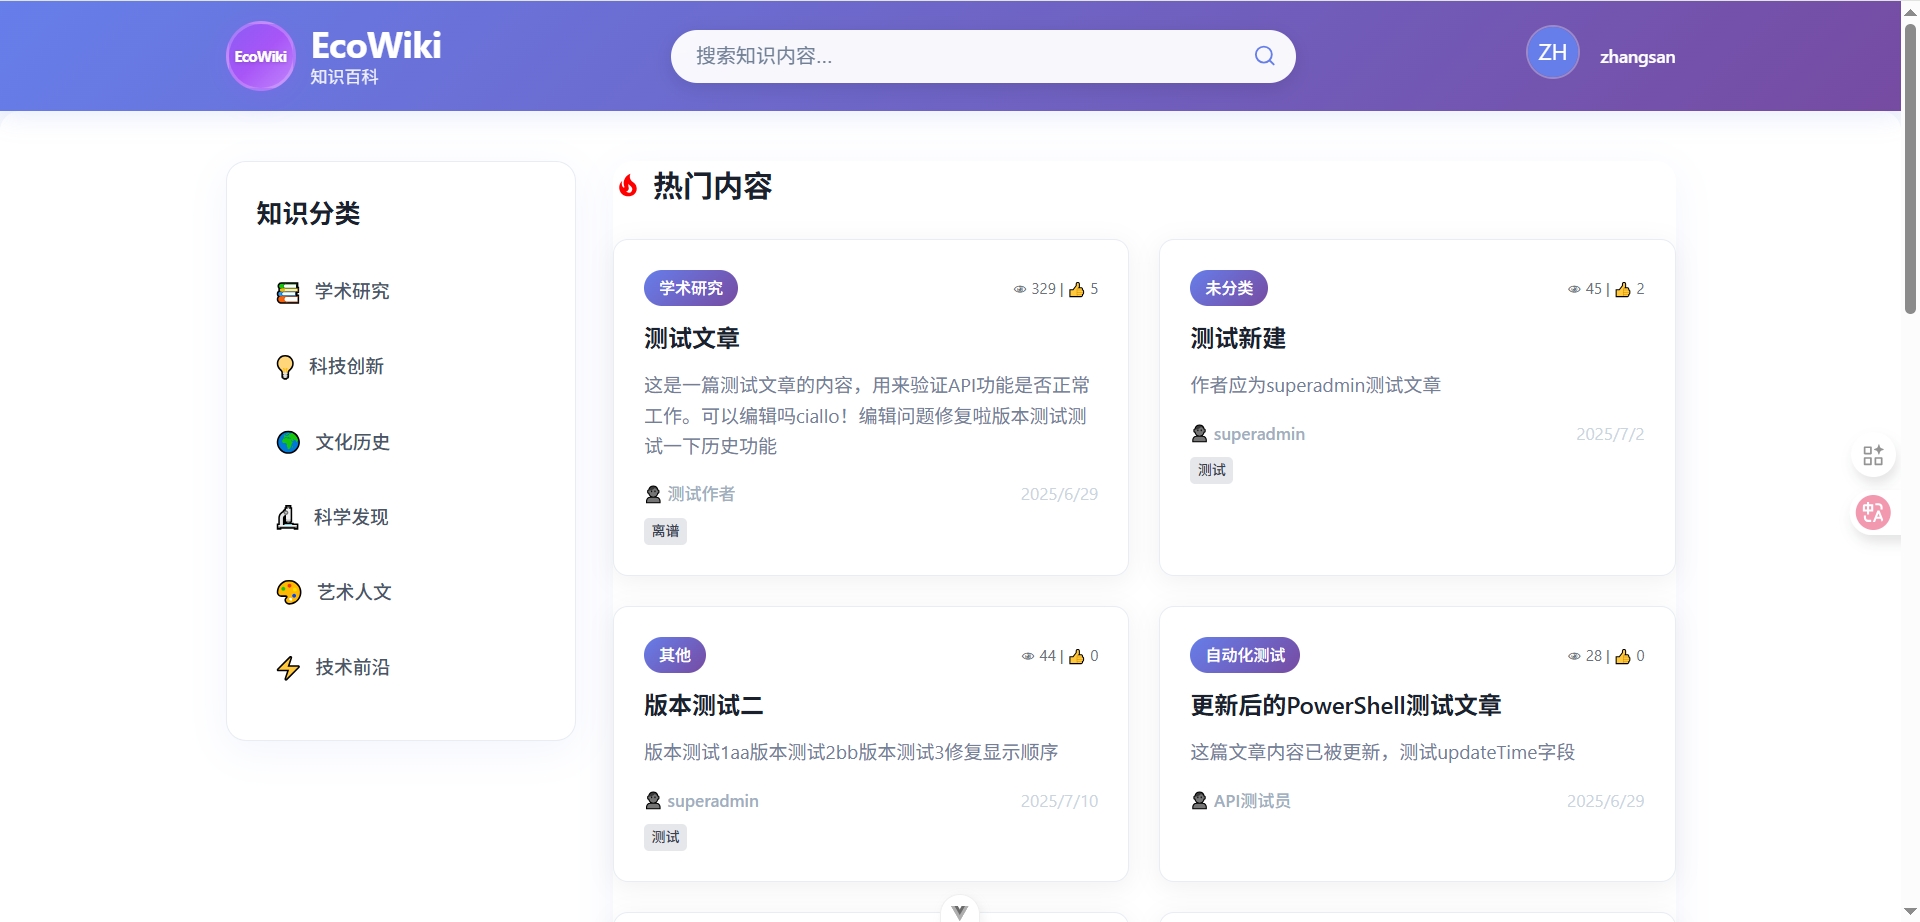 EcoWiki
EcoWiki
知识百科
搜索知识内容...
ZH
zhangsan
知识分类
学术研究
科技创新
文化历史
科学发现
艺术人文
技术前沿
热门内容
学术研究
329 | 5
测试文章
这是一篇测试文章的内容，用来验证API功能是否正常
工作。可以编辑吗ciallo！编辑问题修复啦版本测试测
试一下历史功能
测试作者
2025/6/29
离谱
未分类
45 | 2
测试新建
作者应为superadmin测试文章
superadmin
2025/7/2
测试
其他
44 | 0
版本测试二
版本测试1aa版本测试2bb版本测试3修复显示顺序
superadmin
2025/7/10
测试
自动化测试
28 | 0
更新后的PowerShell测试文章
这篇文章内容已被更新，测试updateTime字段
API测试员
2025/6/29
中A